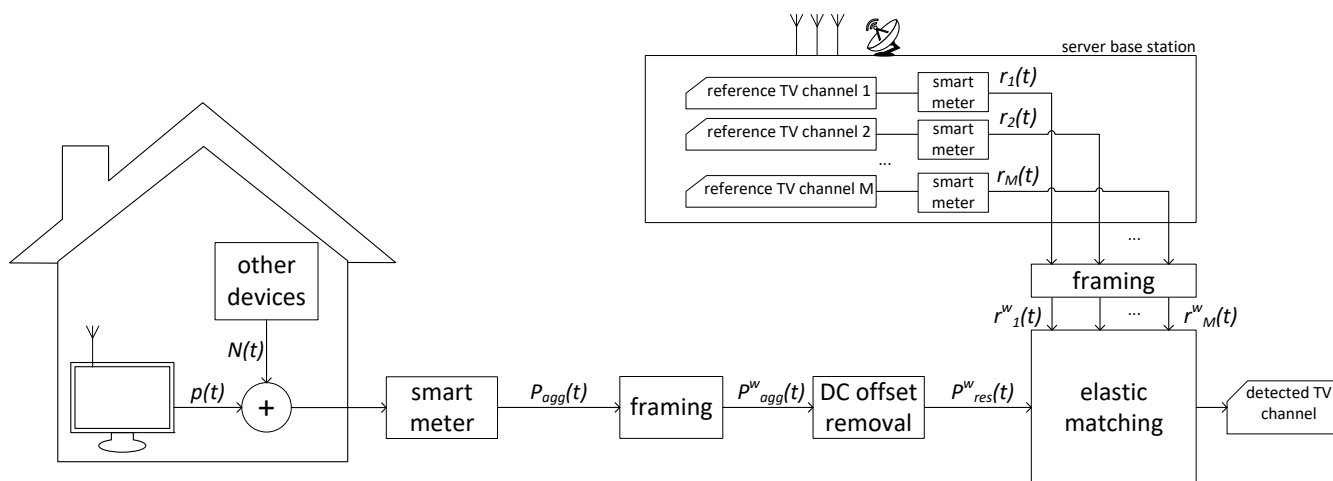 server base station
reference TV channel 1
smart
meter
r1(t)
reference TV channel 2
smart
meter
r2(t)
...
reference TV channel M
smart
meter
rM(t)
...
framing
rw1(t)
...
rwM(t)
other
devices
N(t)
p(t)
+
smart
meter
Pagg(t)
framing
Pwagg(t)
DC offset
removal
Pwres(t)
elastic
matching
detected TV
channel